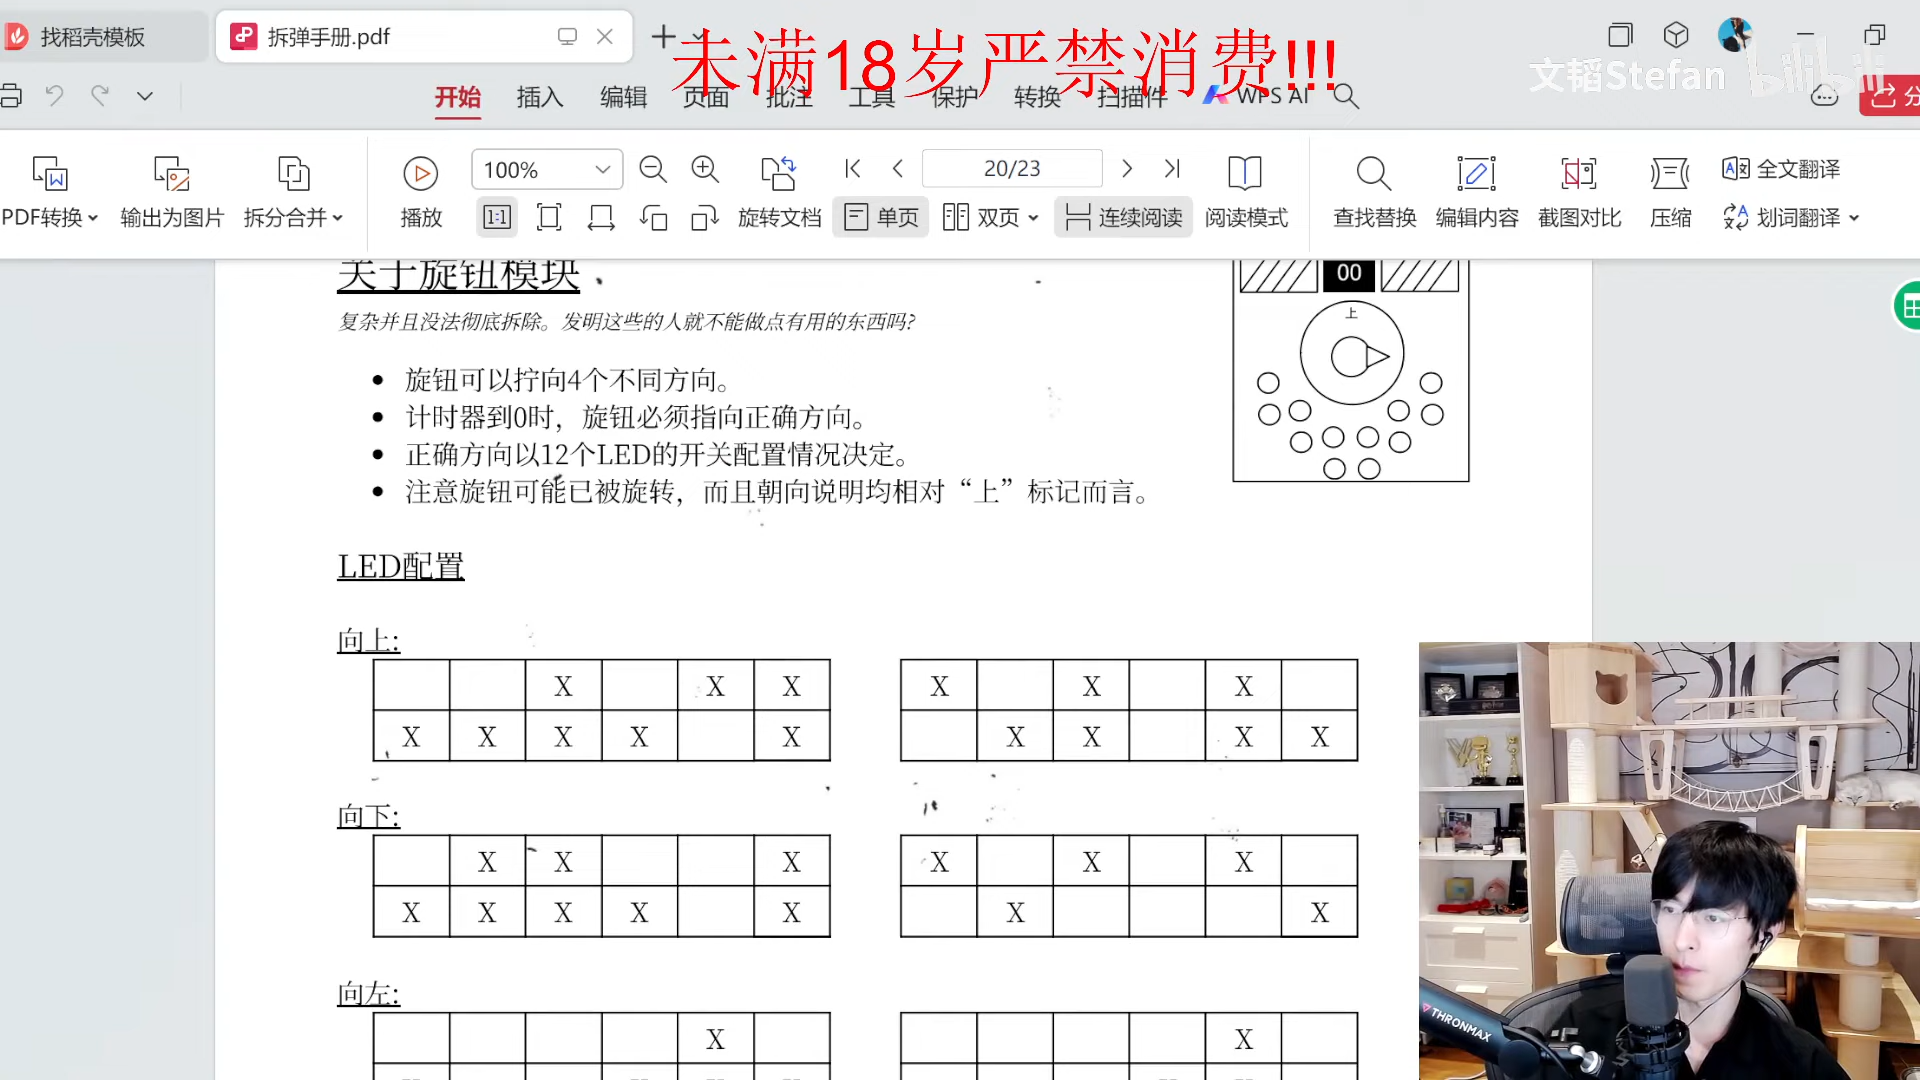 找稻壳模板
拆弹手册.pdf
未满18岁严禁消费!!!
文韬Stefan bilibili
开始 插入 编辑 页面 批注 工具 保护 转换 扫描件 WPS AI
100%
20/23
全文翻译
PDF转换 输出为图片 拆分合并 播放 旋转文档 单页 双页 连续阅读 阅读模式 查找替换 编辑内容 截图对比 压缩 划词翻译
关于旋钮模块
00
上
复杂并且没法彻底拆除。发明这些的人就不能做点有用的东西吗?
• 旋钮可以拧向4个不同方向。
• 计时器到0时，旋钮必须指向正确方向。
• 正确方向以12个LED的开关配置情况决定。
• 注意旋钮可能已被旋转，而且朝向说明均相对“上”标记而言。
LED配置
向上:
X X X X X X
X X X X X X X X X
向下:
X X X X X X
X X X X X X X
向左:
X X
THRONMAX